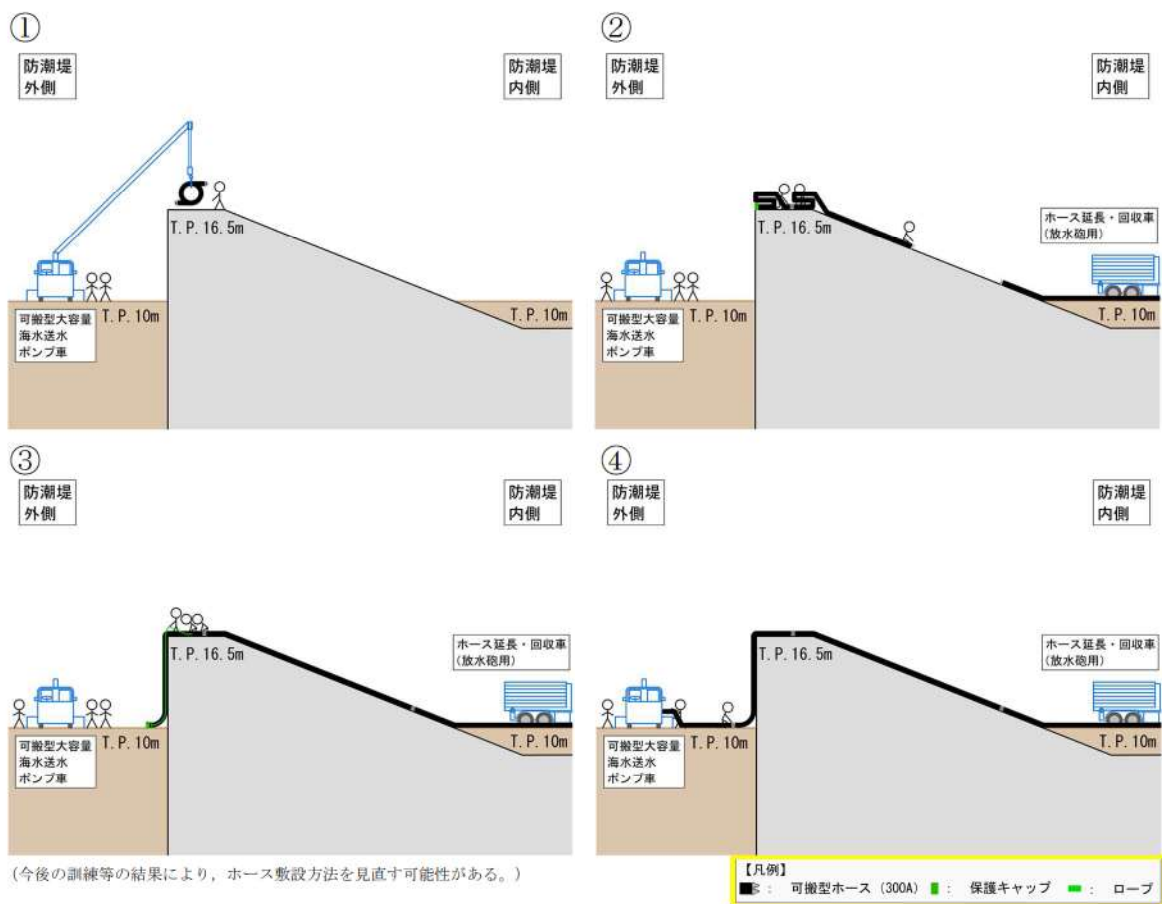 ①
防潮堤
外側
防潮堤
内側
T.P.16.5m
可搬型大容量
海水送水
ポンプ車
T.P.10m
T.P.10m
②
防潮堤
外側
防潮堤
内側
T.P.16.5m
ホース延長・回収車
(放水砲用)
可搬型大容量
海水送水
ポンプ車
T.P.10m
T.P.10m
③
防潮堤
外側
防潮堤
内側
T.P.16.5m
ホース延長・回収車
(放水砲用)
可搬型大容量
海水送水
ポンプ車
T.P.10m
T.P.10m
④
防潮堤
外側
防潮堤
内側
T.P.16.5m
ホース延長・回収車
(放水砲用)
可搬型大容量
海水送水
ポンプ車
T.P.10m
T.P.10m
(今後の訓練等の結果により,ホース敷設方法を見直す可能性がある。)
【凡例】
: 可搬型ホース (300A) : 保護キャップ : ロープ